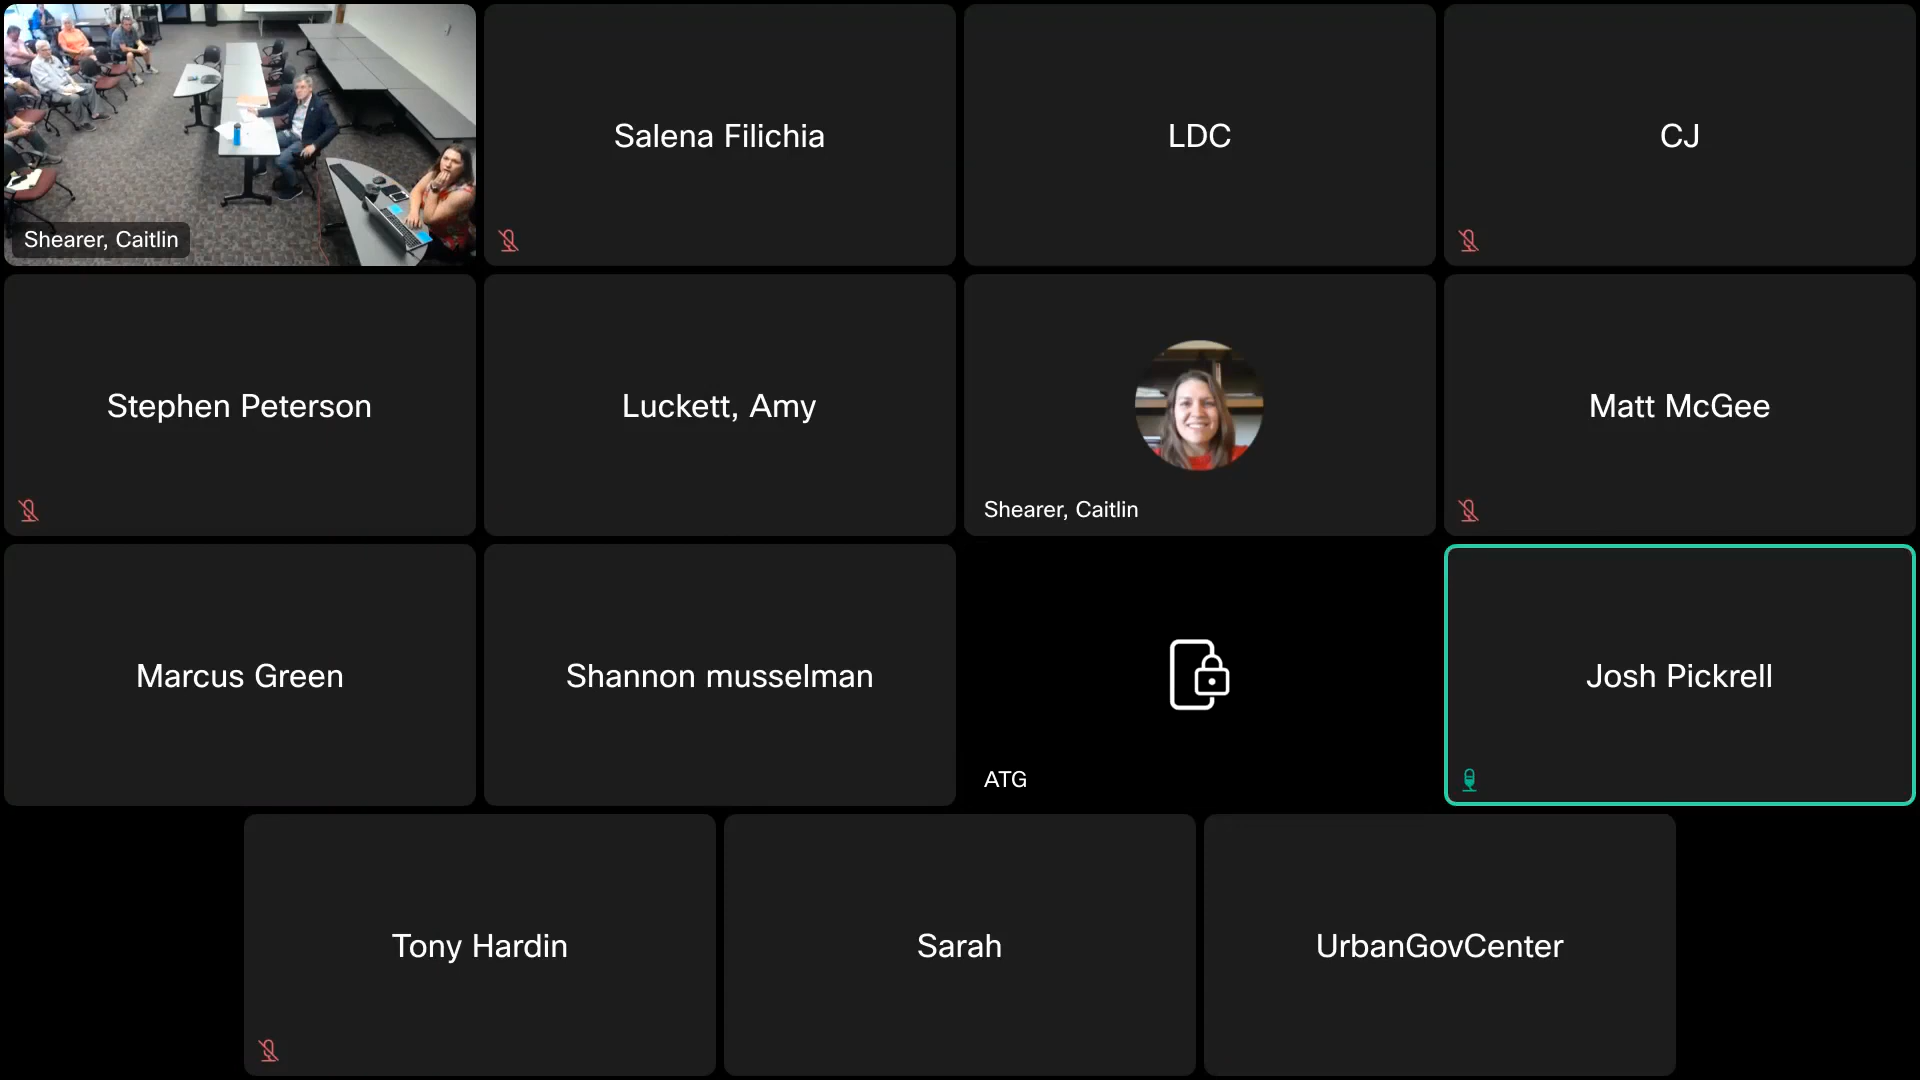 Shearer, Caitlin
Salena Filichia
LDC
CJ
Stephen Peterson
Luckett, Amy
Shearer, Caitlin
Matt McGee
Marcus Green
Shannon musselman
ATG
Josh Pickrell
Tony Hardin
Sarah
UrbanGovCenter